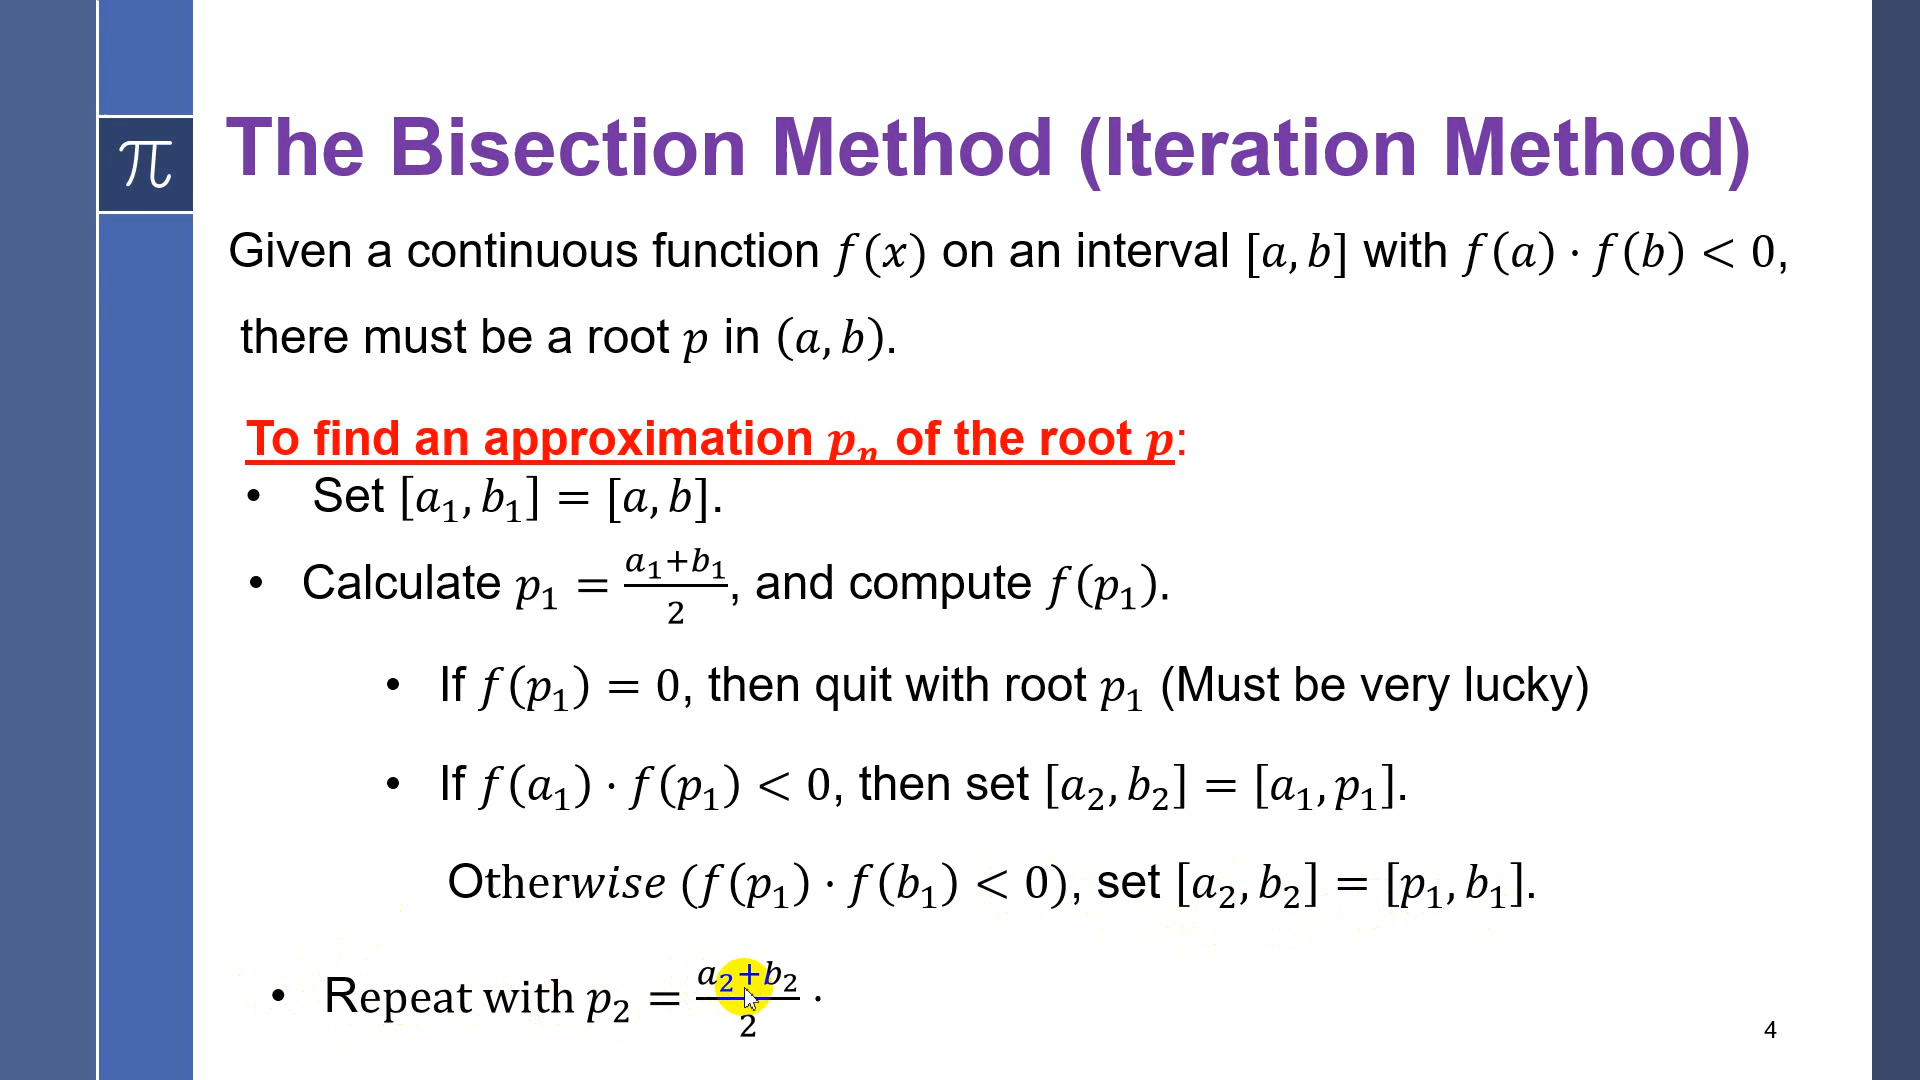 π
The Bisection Method (Iteration Method)
Given a continuous function f(x) on an interval [a, b] with f(a) · f(b) < 0,
there must be a root p in (a, b).
To find an approximation pₙ of the root p:
• Set [a₁, b₁] = [a, b].
• Calculate p₁ = (a₁+b₁)/2, and compute f(p₁).
• If f(p₁) = 0, then quit with root p₁ (Must be very lucky)
• If f(a₁) · f(p₁) < 0, then set [a₂, b₂] = [a₁, p₁].
Otherwise (f(p₁) · f(b₁) < 0), set [a₂, b₂] = [p₁, b₁].
• Repeat with p₂ = (a₂+b₂)/2 ·
4